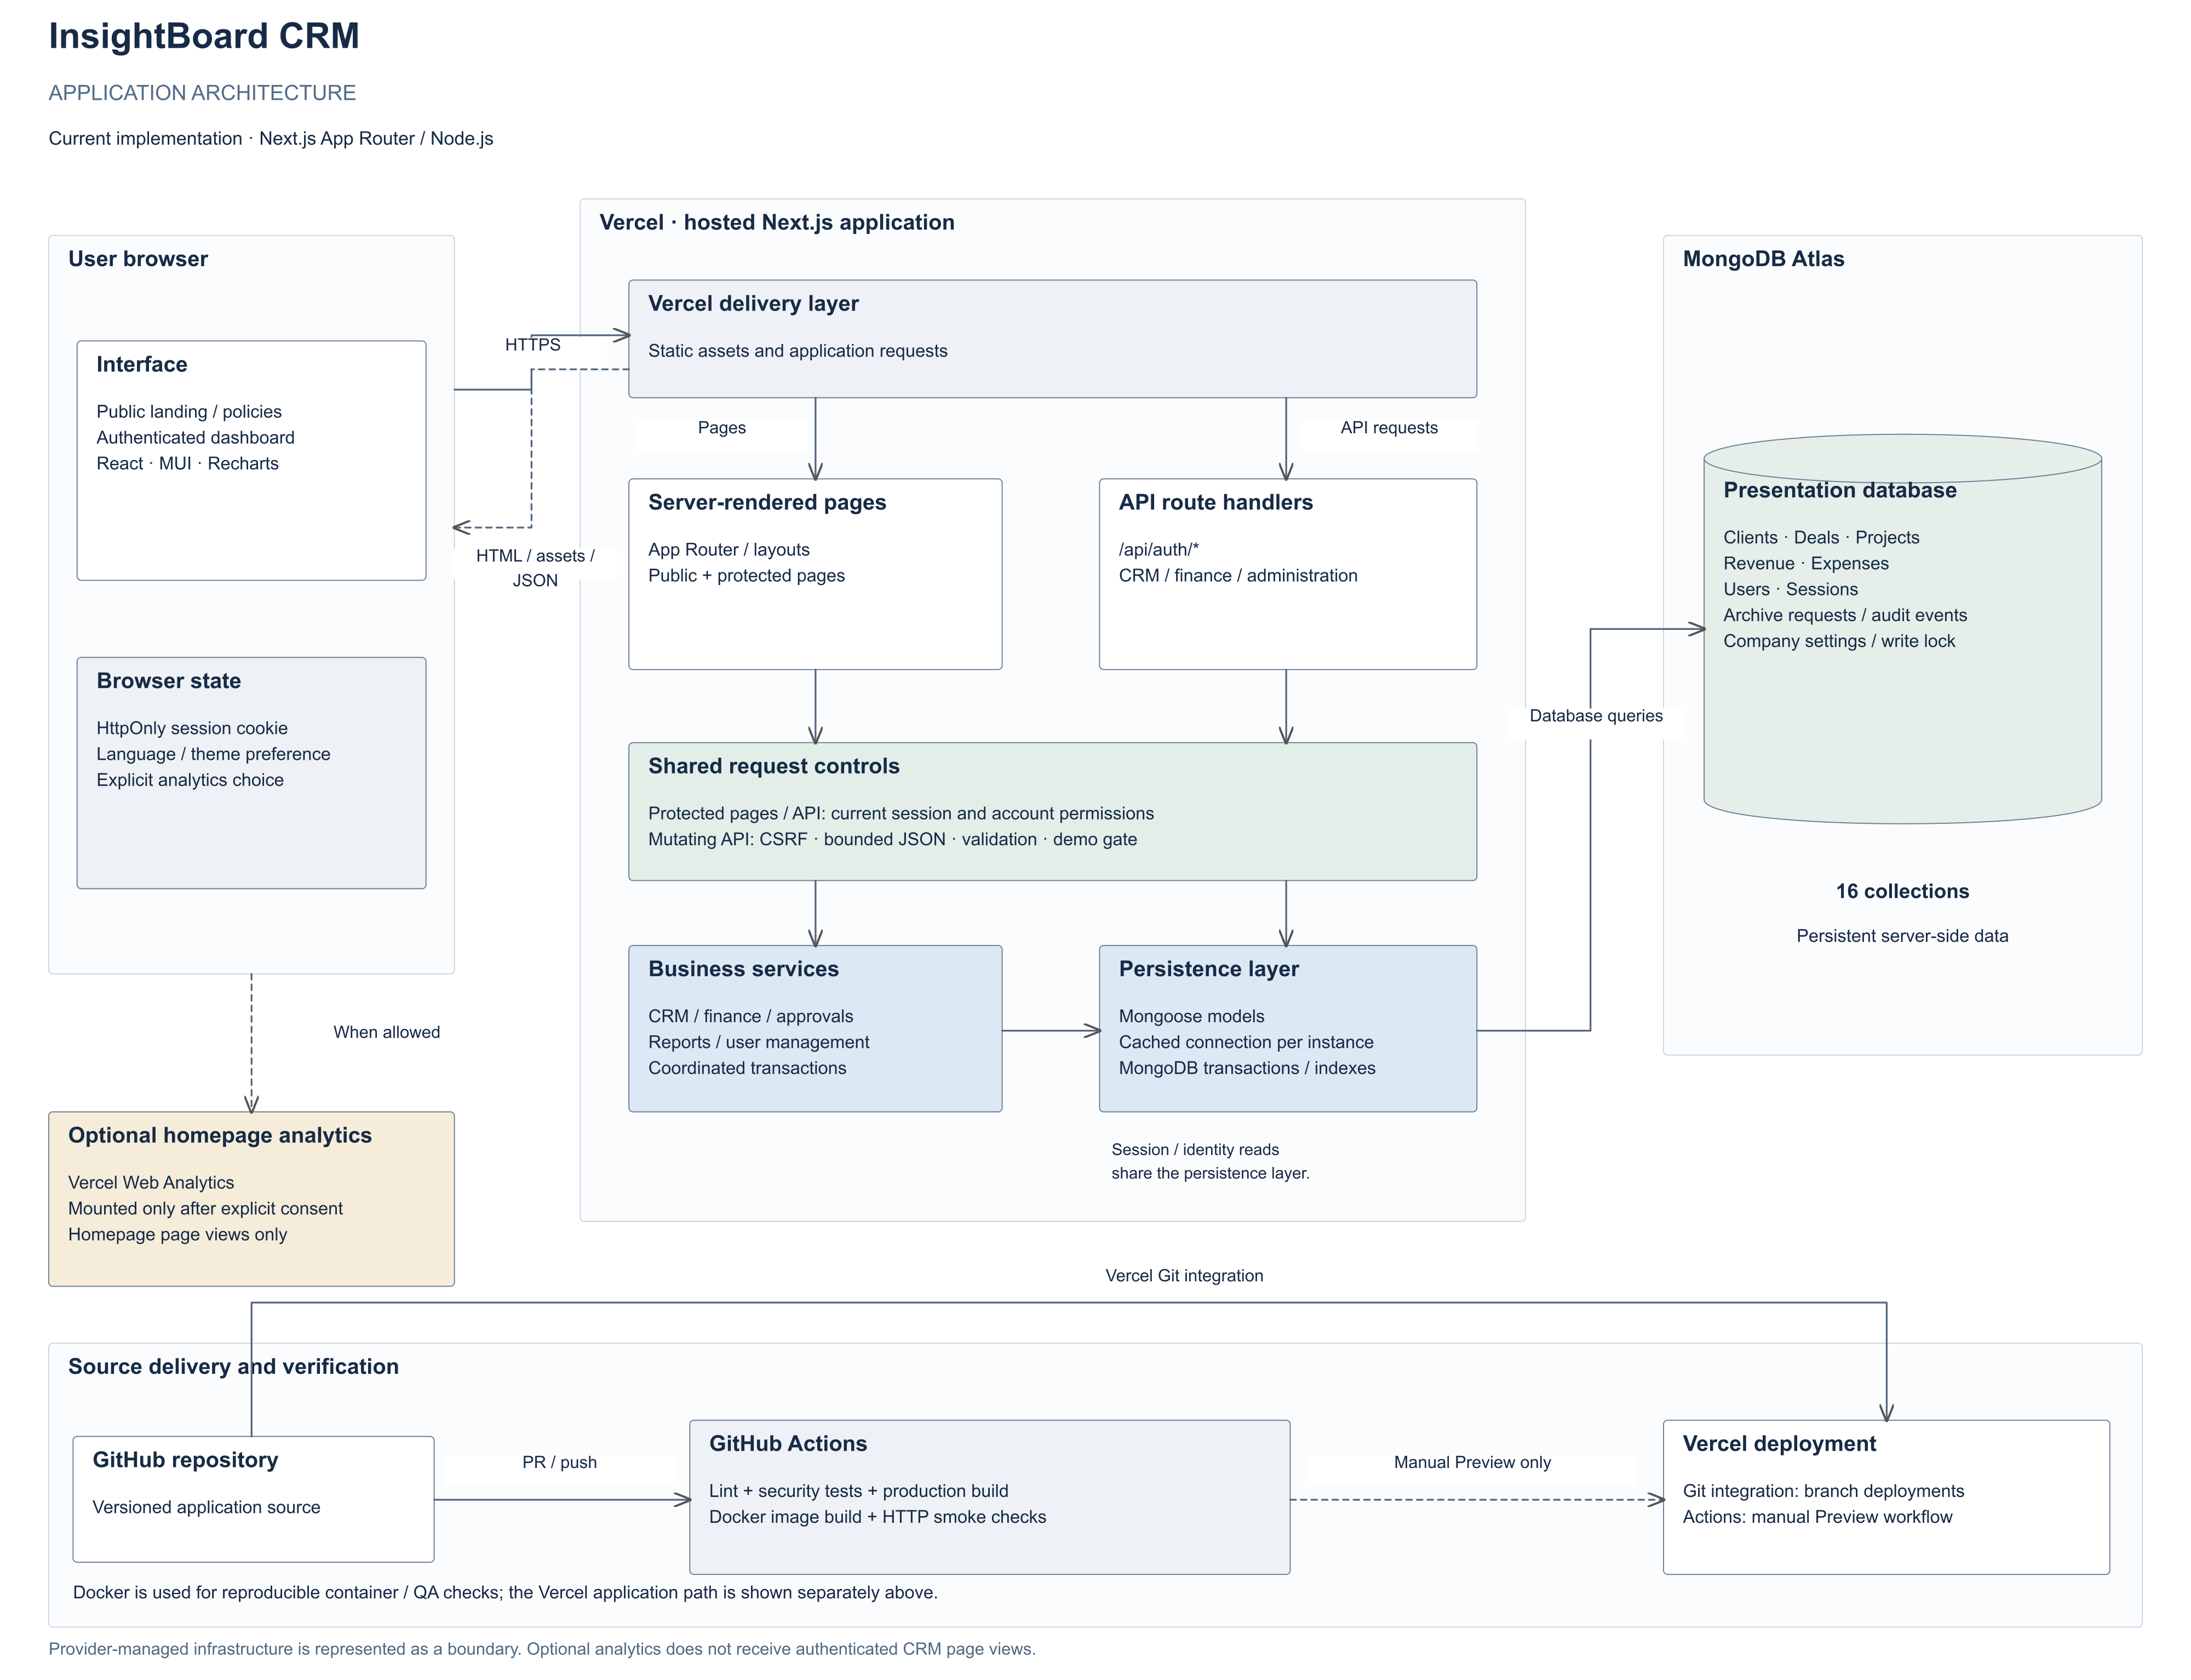 InsightBoard CRM
APPLICATION ARCHITECTURE
Current implementation · Next.js App Router / Node.js
User browser
Interface
Public landing / policies
Authenticated dashboard
React · MUI · Recharts
Browser state
HttpOnly session cookie
Language / theme preference
Explicit analytics choice
HTTPS
HTML / assets /
JSON
When allowed
Optional homepage analytics
Vercel Web Analytics
Mounted only after explicit consent
Homepage page views only
Vercel · hosted Next.js application
Vercel delivery layer
Static assets and application requests
Pages
API requests
Server-rendered pages
App Router / layouts
Public + protected pages
API route handlers
/api/auth/*
CRM / finance / administration
Shared request controls
Protected pages / API: current session and account permissions
Mutating API: CSRF · bounded JSON · validation · demo gate
Business services
CRM / finance / approvals
Reports / user management
Coordinated transactions
Persistence layer
Mongoose models
Cached connection per instance
MongoDB transactions / indexes
Session / identity reads
share the persistence layer.
Database queries
MongoDB Atlas
Presentation database
Clients · Deals · Projects
Revenue · Expenses
Users · Sessions
Archive requests / audit events
Company settings / write lock
16 collections
Persistent server-side data
Vercel Git integration
Source delivery and verification
GitHub repository
Versioned application source
PR / push
GitHub Actions
Lint + security tests + production build
Docker image build + HTTP smoke checks
Manual Preview only
Vercel deployment
Git integration: branch deployments
Actions: manual Preview workflow
Docker is used for reproducible container / QA checks; the Vercel application path is shown separately above.
Provider-managed infrastructure is represented as a boundary. Optional analytics does not receive authenticated CRM page views.